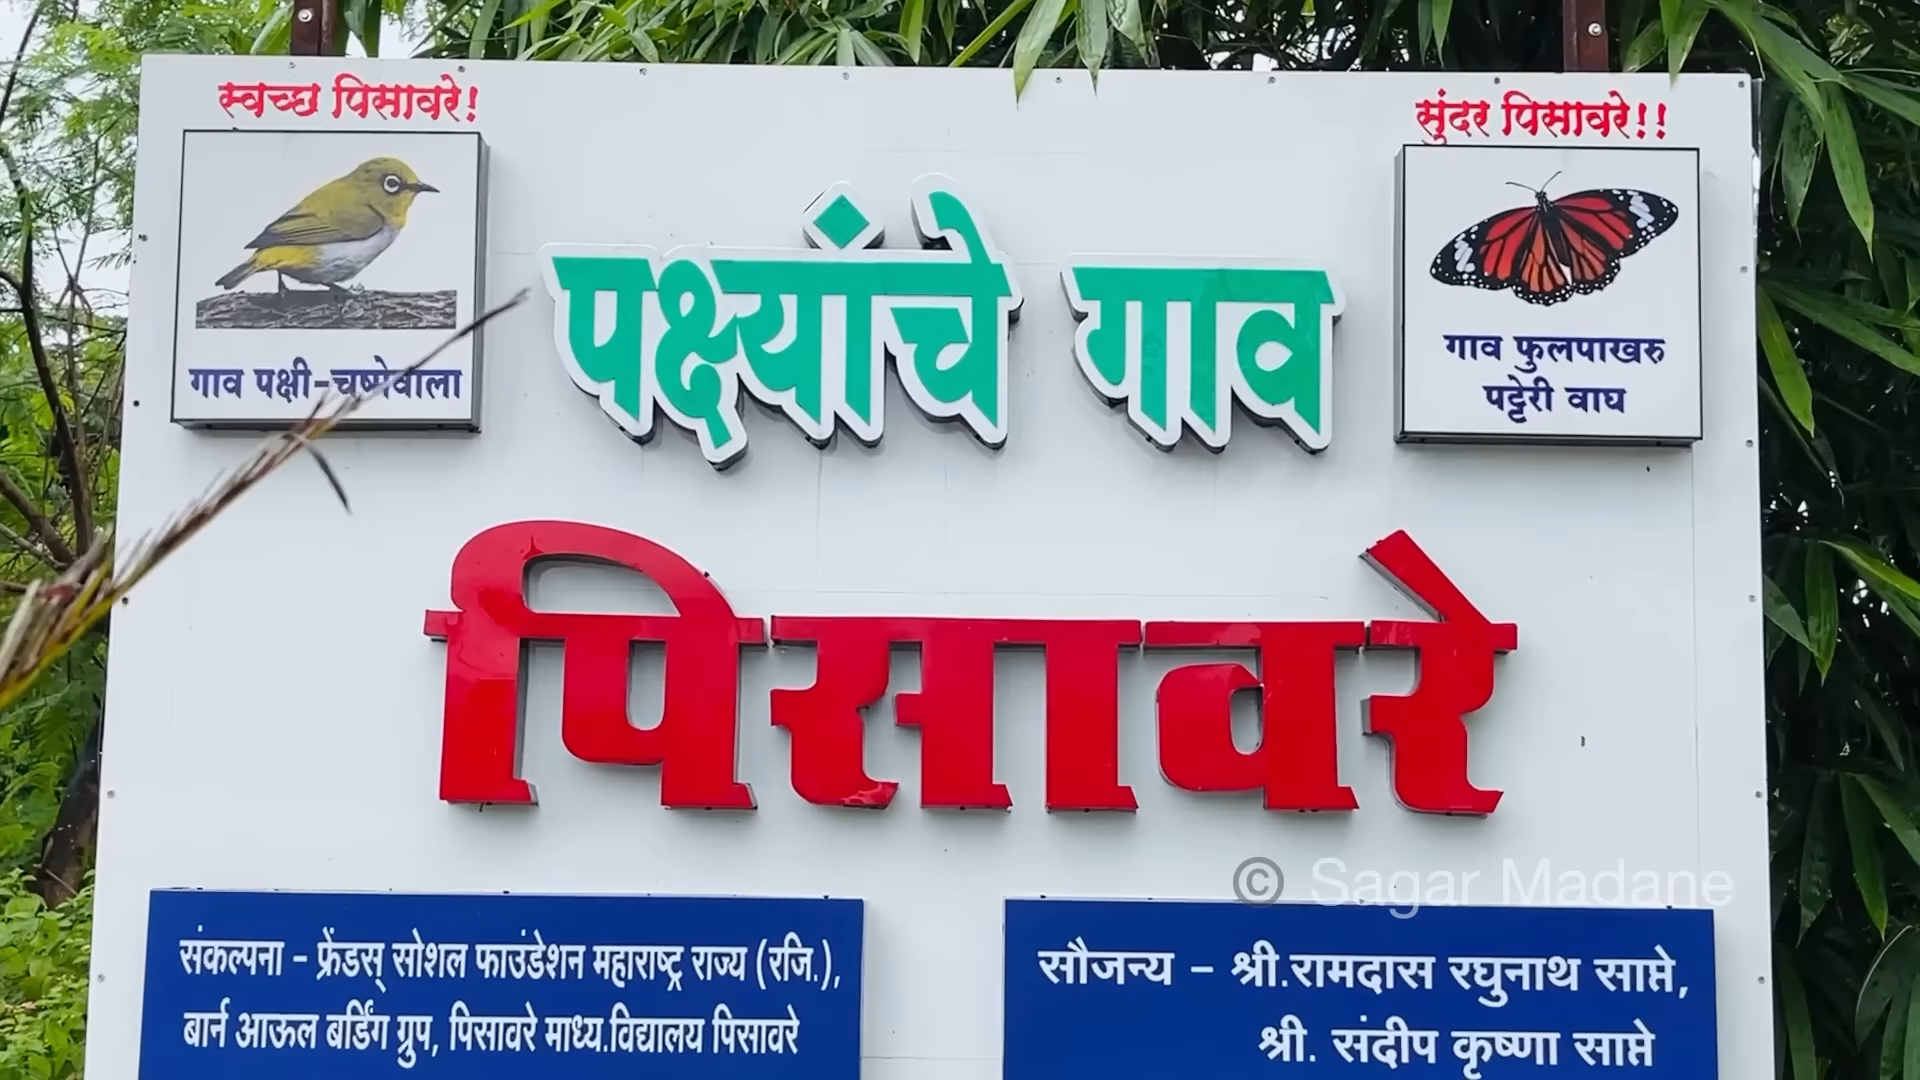 स्वच्छ पिसावरे!
सुंदर पिसावरे!!
गाव पक्षी-चष्मेवाला
पक्ष्यांचे गाव
गाव फुलपाखरु
पट्टेरी वाघ
पिसावरे
© Sagar Madane
संकल्पना - फ्रेंडस् सोशल फाउंडेशन महाराष्ट्र राज्य (रजि.),
बार्न आऊल बर्डिंग ग्रुप, पिसावरे माध्य.विद्यालय पिसावरे
सौजन्य - श्री.रामदास रघुनाथ साप्ते,
श्री. संदीप कृष्णा साप्ते